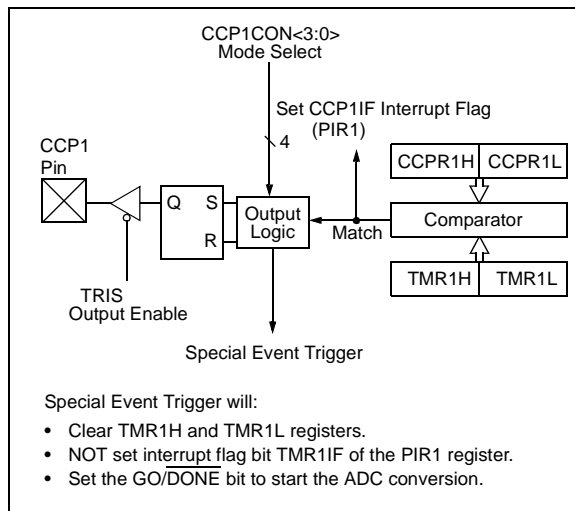 CCP1CON<3:0>
Mode Select
Set CCP1IF Interrupt Flag
(PIR1)
4
CCP1
Pin
CCPR1H CCPR1L
Q S
R
Output
Logic
Match
Comparator
TRIS
Output Enable
TMR1H TMR1L
Special Event Trigger
Special Event Trigger will:
• Clear TMR1H and TMR1L registers.
• NOT set interrupt flag bit TMR1IF of the PIR1 register.
• Set the GO/DONE bit to start the ADC conversion.